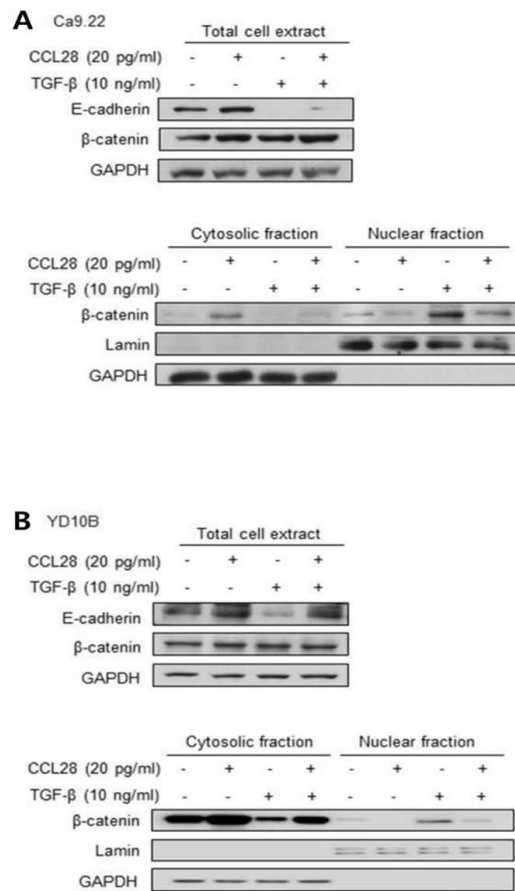 A Ca9.22
Total cell extract
CCL28 (20 pg/ml) - + - +
TGF-β (10 ng/ml) - - + +
E-cadherin
β-catenin
GAPDH
Cytosolic fraction Nuclear fraction
CCL28 (20 pg/ml) - + - + - + - +
TGF-β (10 ng/ml) - - + + - - + +
β-catenin
Lamin
GAPDH
B YD10B
Total cell extract
CCL28 (20 pg/ml) - + - +
TGF-β (10 ng/ml) - - + +
E-cadherin
β-catenin
GAPDH
Cytosolic fraction Nuclear fraction
CCL28 (20 pg/ml) - + - + - + - +
TGF-β (10 ng/ml) - - + + - - + +
β-catenin
Lamin
GAPDH